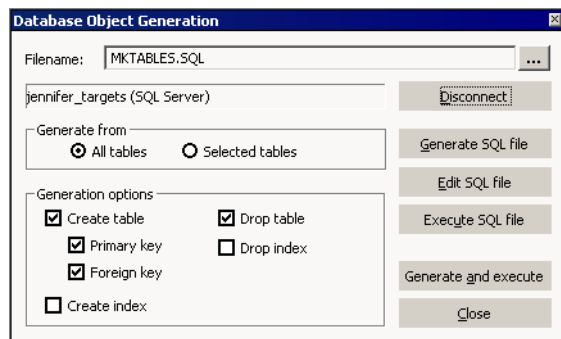 Database Object Generation
Filename: MKTABLES.SQL ...
jennifer_targets (SQL Server) Disconnect
Generate from
All tables Selected tables
Generate SQL file
Edit SQL file
Generation options
Create table Drop table
Execute SQL file
Primary key Drop index
Foreign key
Generate and execute
Create index
Close